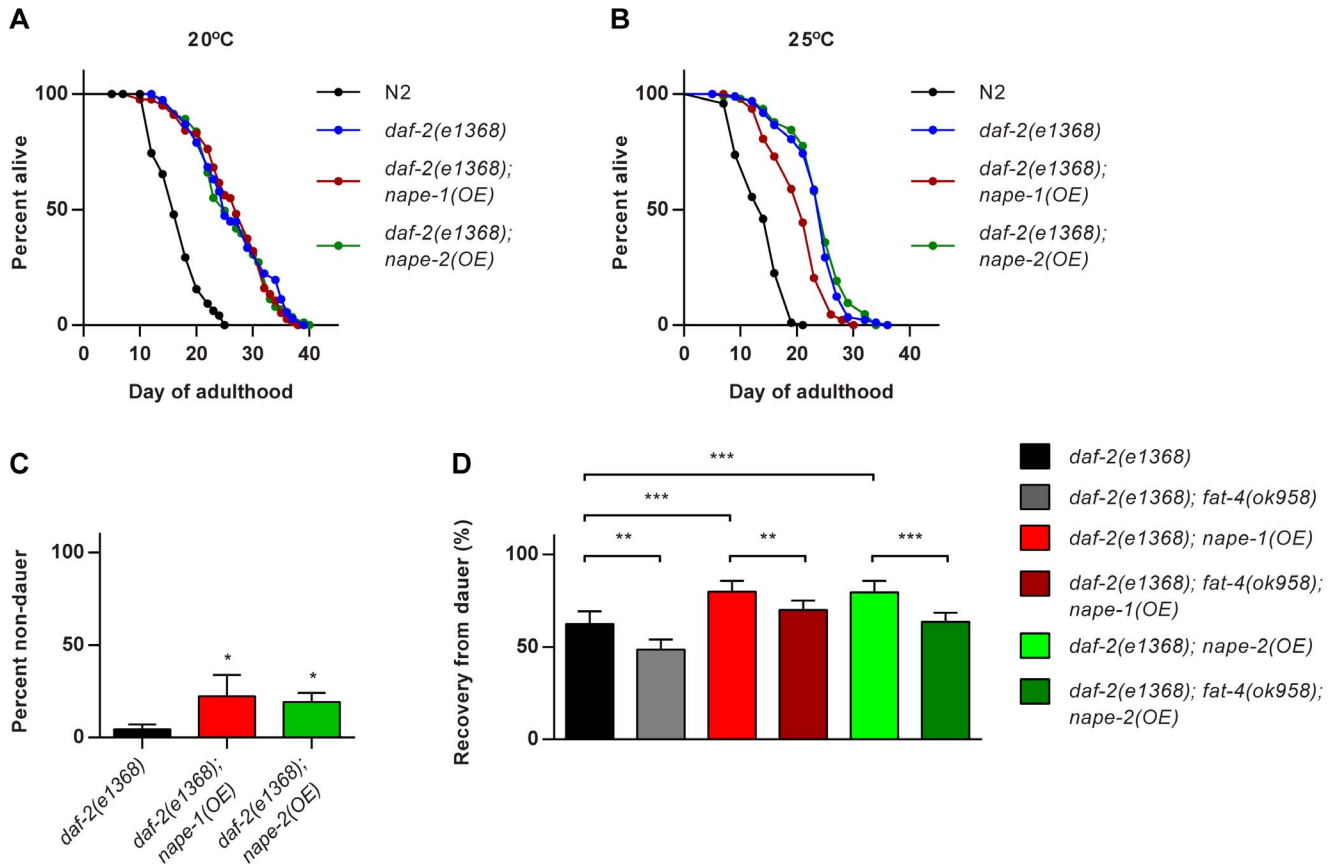 A
20ºC
Percent alive
100
50
0
0 10 20 30 40
Day of adulthood
N2
daf-2(e1368)
daf-2(e1368);
nape-1(OE)
daf-2(e1368);
nape-2(OE)
B
25ºC
Percent alive
100
50
0
0 10 20 30 40
Day of adulthood
N2
daf-2(e1368)
daf-2(e1368);
nape-1(OE)
daf-2(e1368);
nape-2(OE)
C
Percent non-dauer
100
50
0
*
*
daf-2(e1368)
daf-2(e1368);
nape-1(OE)
daf-2(e1368);
nape-2(OE)
D
Recovery from dauer (%)
100
50
0
***
***
**
**
***
daf-2(e1368)
daf-2(e1368); fat-4(ok958)
daf-2(e1368); nape-1(OE)
daf-2(e1368); fat-4(ok958);
nape-1(OE)
daf-2(e1368); nape-2(OE)
daf-2(e1368); fat-4(ok958);
nape-2(OE)